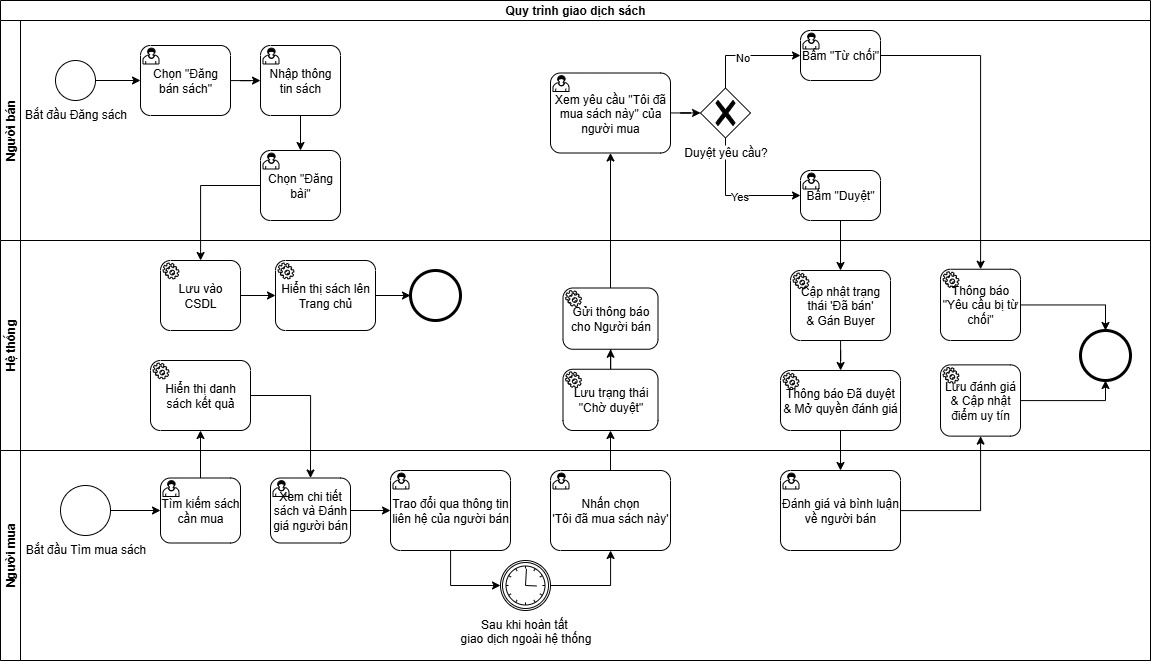 Quy trình giao dịch sách
Người bán
Bắt đầu Đăng sách
Chọn "Đăng
bán sách"
Nhập thông
tin sách
Chọn "Đăng
bài"
Xem yêu cầu "Tôi đã
mua sách này" của
người mua
Duyệt yêu cầu?
No
Yes
Bấm "Từ chối"
Bấm "Duyệt"
Hệ thống
Lưu vào
CSDL
Hiển thị sách lên
Trang chủ
Hiển thị danh
sách kết quả
Gửi thông báo
cho Người bán
Lưu trạng thái
"Chờ duyệt"
Cập nhật trạng
thái 'Đã bán'
& Gán Buyer
Thông báo Đã duyệt
& Mở quyền đánh giá
Thông báo
"Yêu cầu bị từ
chối"
Lưu đánh giá
& Cập nhật
điểm uy tín
Người mua
Bắt đầu Tìm mua sách
Tìm kiếm sách
cần mua
Xem chi tiết
sách và Đánh
giá người bán
Trao đổi qua thông tin
liên hệ của người bán
Sau khi hoàn tất
giao dịch ngoài hệ thống
Nhấn chọn
'Tôi đã mua sách này'
Đánh giá và bình luận
về người bán